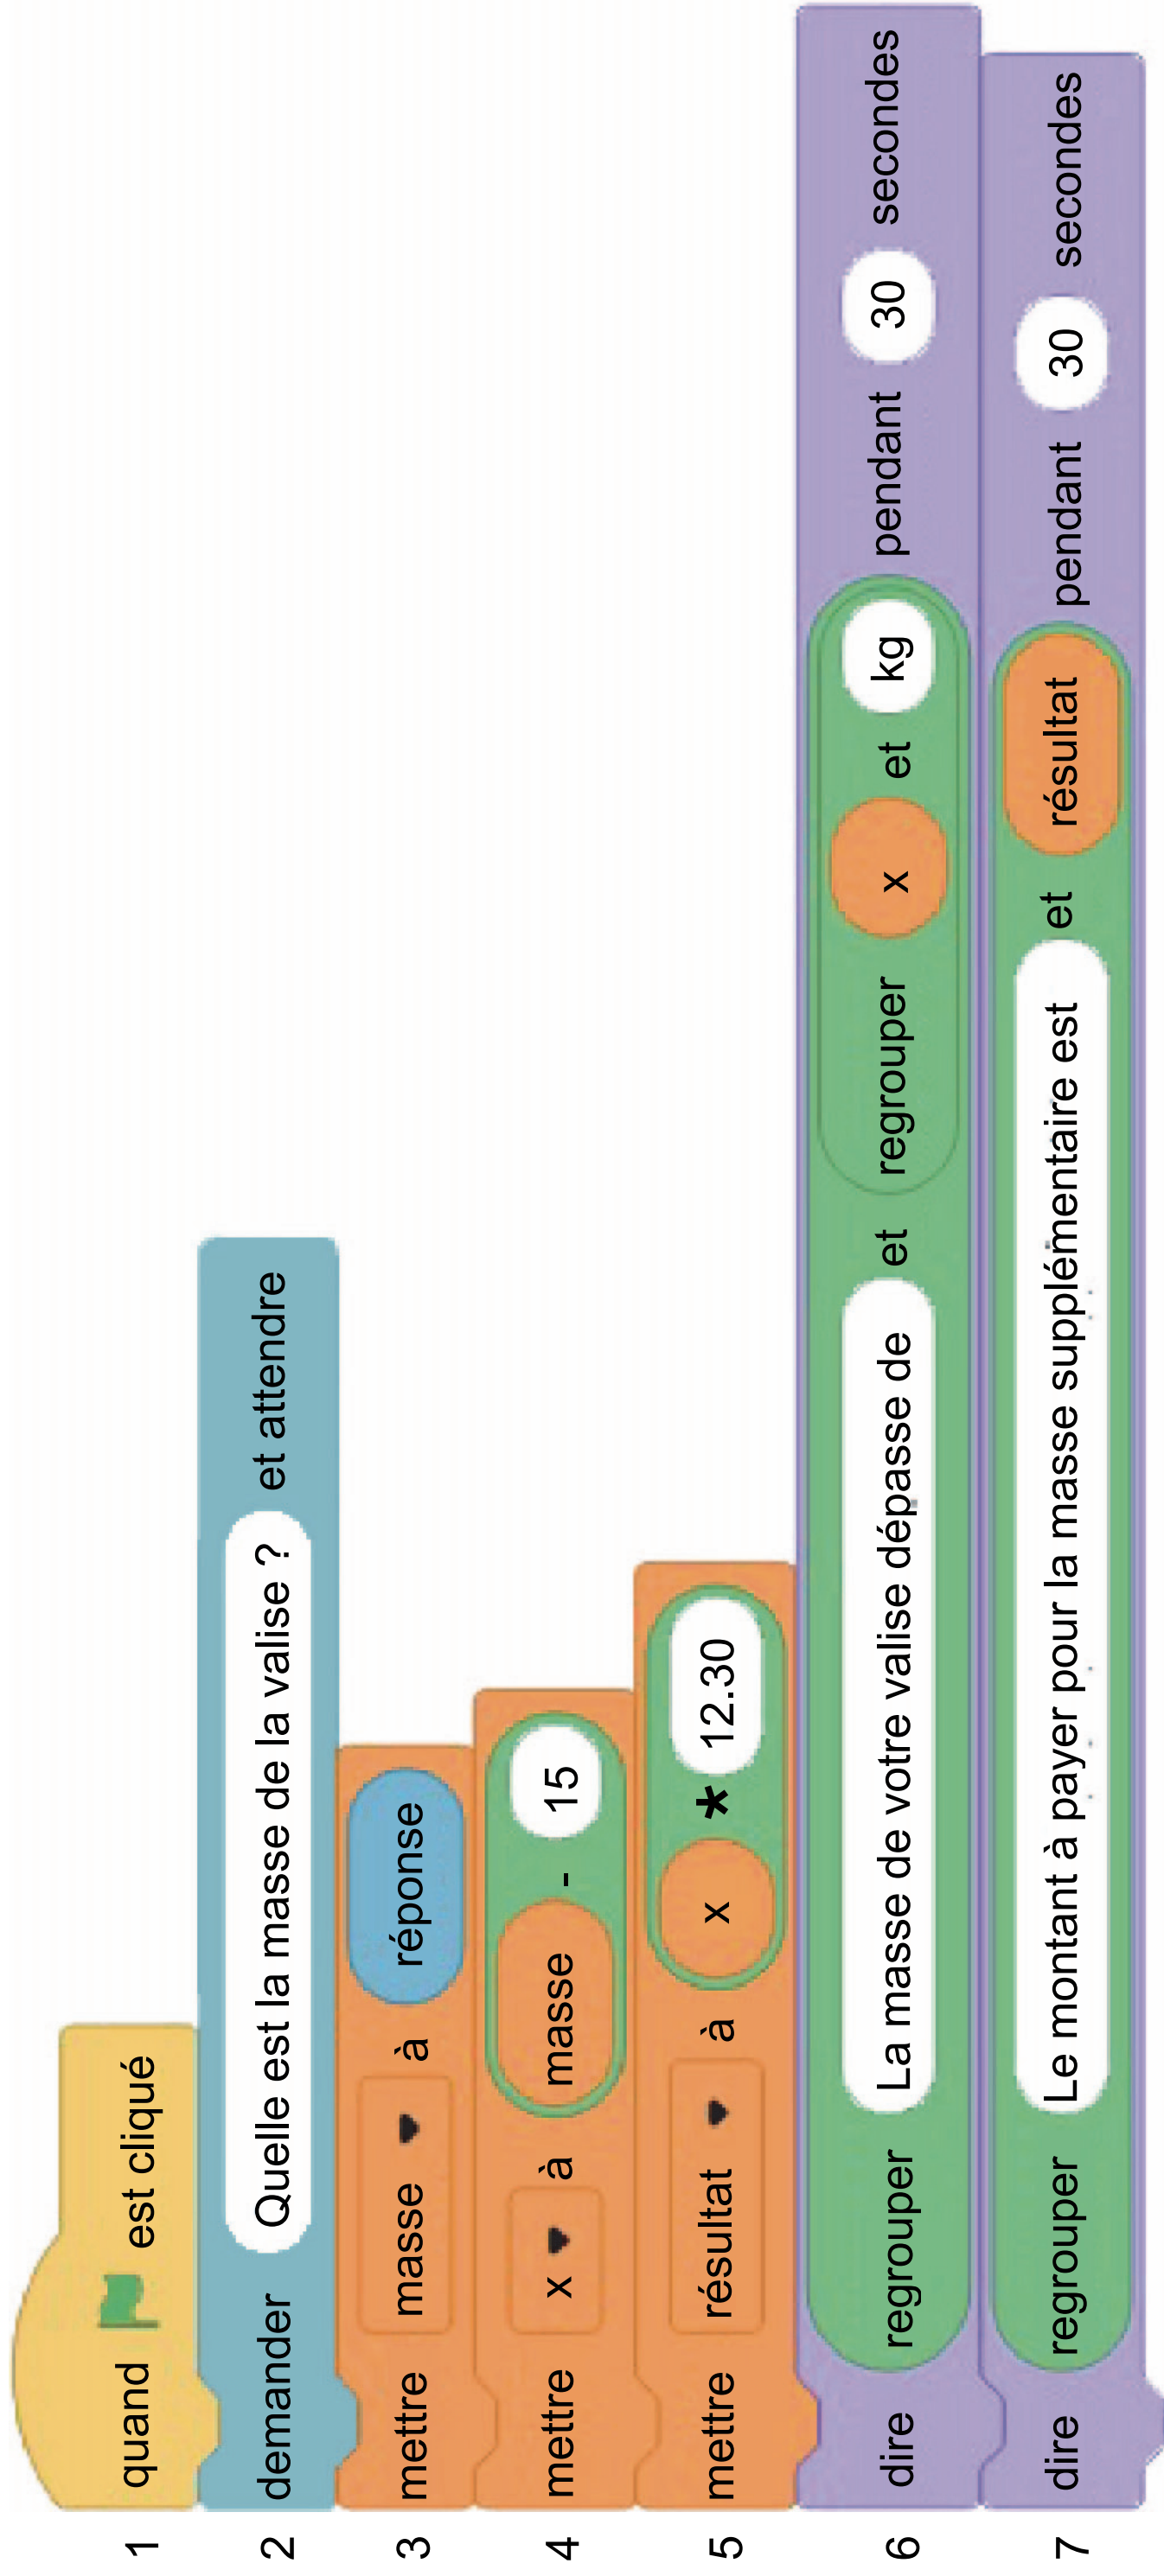 1 quand est cliqué
2 demander Quelle est la masse de la valise ? et attendre
3 mettre masse à réponse
4 mettre x à masse - 15
5 mettre résultat à x * 12.30
6 dire regrouper La masse de votre valise dépasse de et regrouper x et kg pendant 30 secondes
7 dire regrouper Le montant à payer pour la masse supplémentaire est et résultat pendant 30 secondes